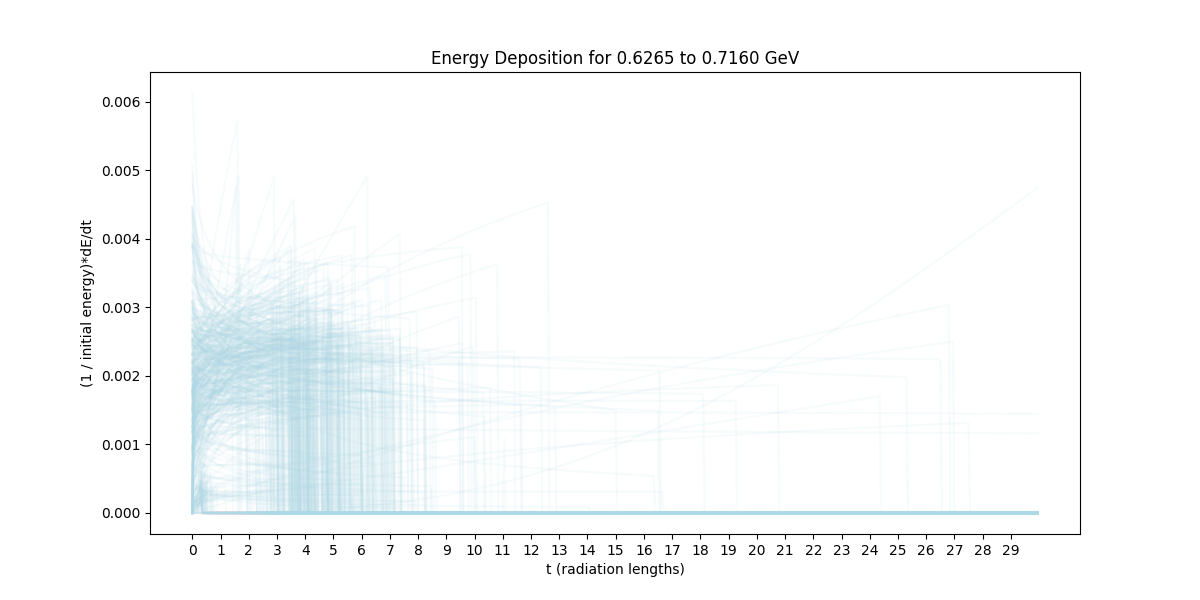 Energy Deposition for 0.6265 to 0.7160 GeV
(1 / initial energy)*dE/dt
0.006
0.005
0.004
0.003
0.002
0.001
0.000
0 1 2 3 4 5 6 7 8 9 10 11 12 13 14 15 16 17 18 19 20 21 22 23 24 25 26 27 28 29
t (radiation lengths)